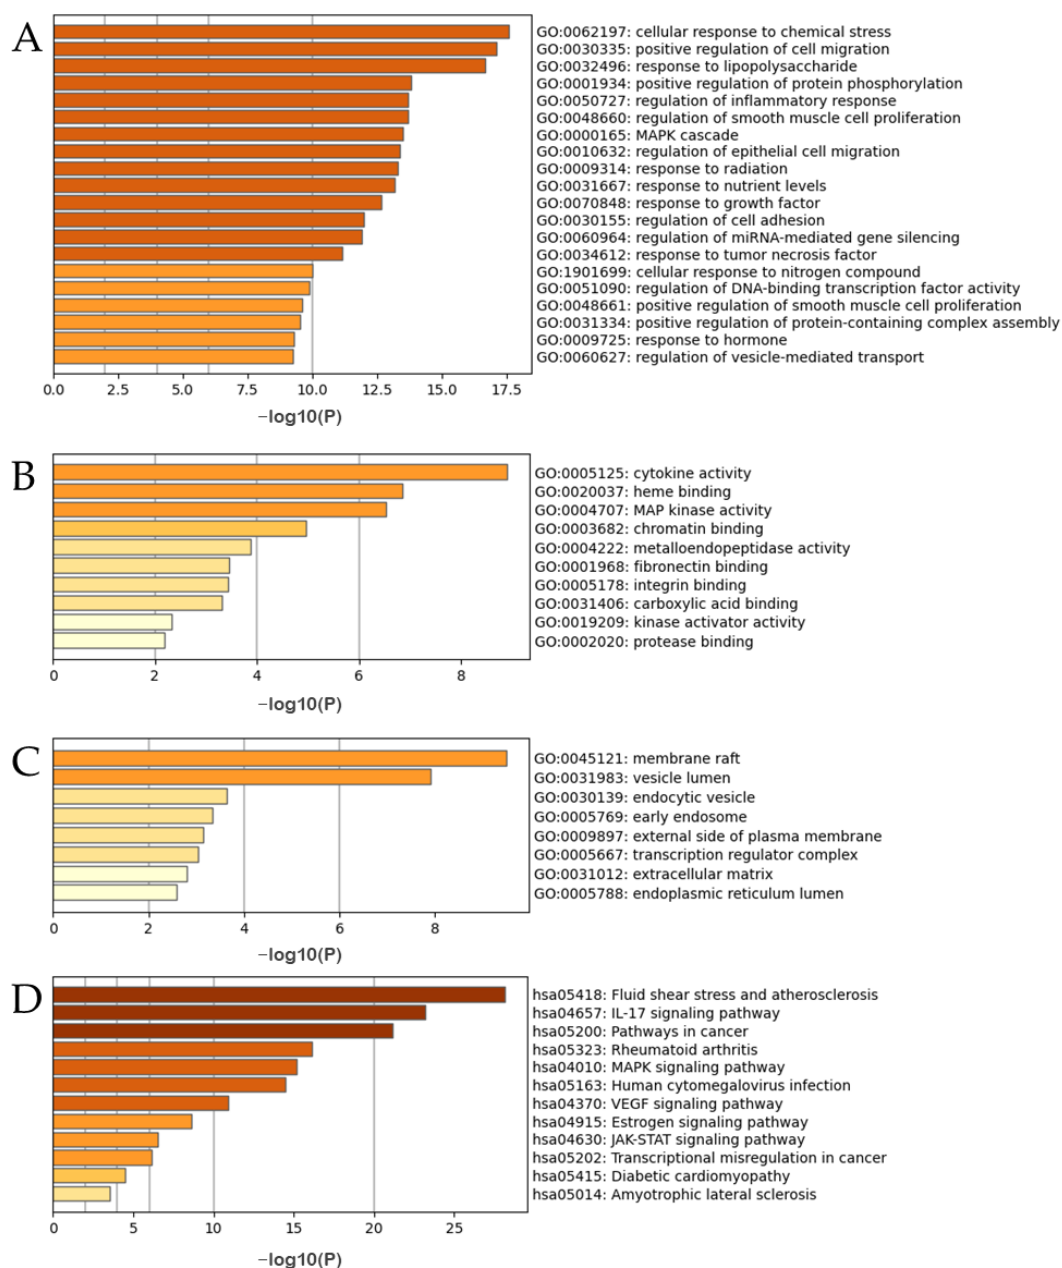 A
GO:0062197: cellular response to chemical stress
GO:0030335: positive regulation of cell migration
GO:0032496: response to lipopolysaccharide
GO:0001934: positive regulation of protein phosphorylation
GO:0050727: regulation of inflammatory response
GO:0048660: regulation of smooth muscle cell proliferation
GO:0000165: MAPK cascade
GO:0010632: regulation of epithelial cell migration
GO:0009314: response to radiation
GO:0031667: response to nutrient levels
GO:0070848: response to growth factor
GO:0030155: regulation of cell adhesion
GO:0060964: regulation of miRNA-mediated gene silencing
GO:0034612: response to tumor necrosis factor
GO:1901699: cellular response to nitrogen compound
GO:0051090: regulation of DNA-binding transcription factor activity
GO:0048661: positive regulation of smooth muscle cell proliferation
GO:0031334: positive regulation of protein-containing complex assembly
GO:0009725: response to hormone
GO:0060627: regulation of vesicle-mediated transport
0.0 2.5 5.0 7.5 10.0 12.5 15.0 17.5
−log10(P)
B
GO:0005125: cytokine activity
GO:0020037: heme binding
GO:0004707: MAP kinase activity
GO:0003682: chromatin binding
GO:0004222: metalloendopeptidase activity
GO:0001968: fibronectin binding
GO:0005178: integrin binding
GO:0031406: carboxylic acid binding
GO:0019209: kinase activator activity
GO:0002020: protease binding
0 2 4 6 8
−log10(P)
C
GO:0045121: membrane raft
GO:0031983: vesicle lumen
GO:0030139: endocytic vesicle
GO:0005769: early endosome
GO:0009897: external side of plasma membrane
GO:0005667: transcription regulator complex
GO:0031012: extracellular matrix
GO:0005788: endoplasmic reticulum lumen
0 2 4 6 8
−log10(P)
D
hsa05418: Fluid shear stress and atherosclerosis
hsa04657: IL-17 signaling pathway
hsa05200: Pathways in cancer
hsa05323: Rheumatoid arthritis
hsa04010: MAPK signaling pathway
hsa05163: Human cytomegalovirus infection
hsa04370: VEGF signaling pathway
hsa04915: Estrogen signaling pathway
hsa04630: JAK-STAT signaling pathway
hsa05202: Transcriptional misregulation in cancer
hsa05415: Diabetic cardiomyopathy
hsa05014: Amyotrophic lateral sclerosis
0 5 10 15 20 25
−log10(P)